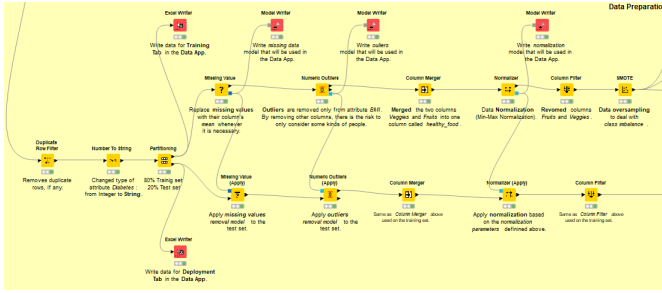 Data Preparatio
Excel Writer
Write data for Training
Tab in the Data App.
Model Writer
Write missing data
model that will be used in
the Data App.
Model Writer
Write ouliers
model that will be used in
the Data App.
Model Writer
Write normalization
model that will be used in
the Data App.
Missing Value
Replace missing values
with their column's
mean whenever
it is necessary.
Numeric Outliers
Outliers are removed only from attribute BMI.
By removing other columns, there is the risk to
only consider some kinds of people.
Column Merger
Merged the two columns
Veggies and Fruits into one
column called healthy_food.
Normalizer
Data Normalization
(Min-Max Normalization).
Column Filter
Revomed columns
Fruits and Veggies.
SMOTE
Data oversampling
to deal with
class imbalance.
Duplicate
Row Filter
Removes duplicate
rows, if any.
Number To String
Changed type of
attribute Diabetes:
from Integer to String.
Partitioning
80% Trainig set
20% Test set
Missing Value
(Apply)
Apply missing values
removal model to the
test set.
Numeric Outliers
(Apply)
Apply outliers
removal model to the
test set.
Column Merger
Same as Column Merger above
used on the training set.
Normalizer (Apply)
Apply normalization based
on the normalization
parameters definned above.
Column Filter
Same as Column Filter above
used on the training set.
Excel Writer
Write data for Deployment
Tab in the Data App.